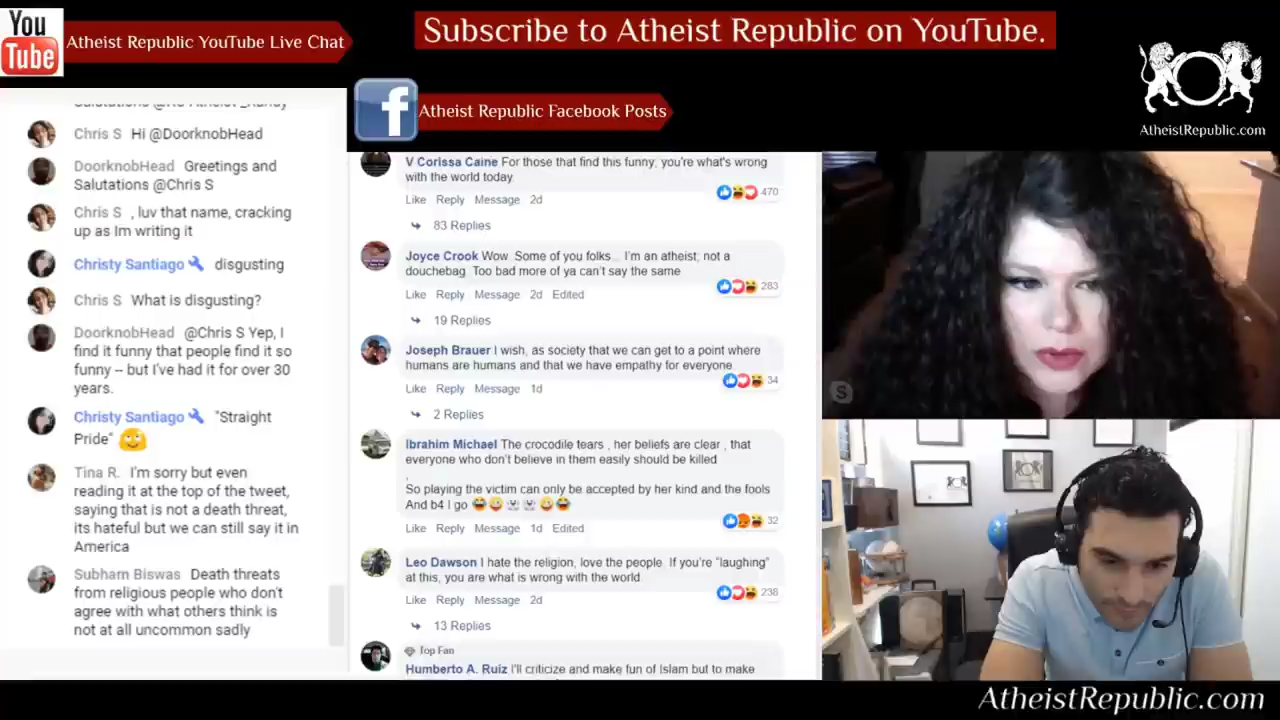 You
Tube
Atheist Republic YouTube Live Chat
Subscribe to Atheist Republic on YouTube.
AtheistRepublic.com
f
Atheist Republic Facebook Posts
Chris S Hi @DoorknobHead
DoorknobHead Greetings and
Salutations @Chris S
Chris S , luv that name, cracking
up as Im writing it
Christy Santiago disgusting
Chris S What is disgusting?
DoorknobHead @Chris S Yep, I
find it funny that people find it so
funny -- but I've had it for over 30
years.
Christy Santiago "Straight
Pride"
Tina R. I'm sorry but even
reading it at the top of the tweet,
saying that is not a death threat,
its hateful but we can still say it in
America
Subham Biswas Death threats
from religious people who don't
agree with what others think is
not at all uncommon sadly
V Corissa Caine For those that find this funny, you're what's wrong
with the world today.
Like Reply Message 2d
470
83 Replies
Joyce Crook Wow. Some of you folks... I'm an atheist, not a
douchebag. Too bad more of ya can't say the same
Like Reply Message 2d Edited
283
19 Replies
Joseph Brauer I wish, as society that we can get to a point where
humans are humans and that we have empathy for everyone
Like Reply Message 1d
34
2 Replies
Ibrahim Michael The crocodile tears , her beliefs are clear , that
everyone who don't believe in them easily should be killed
.
So playing the victim can only be accepted by her kind and the fools
And b4 I go 😂😜☠️☠️😜😂
Like Reply Message 1d Edited
32
Leo Dawson I hate the religion, love the people. If you're "laughing"
at this, you are what is wrong with the world.
Like Reply Message 2d
238
13 Replies
Top Fan
Humberto A. Ruiz I'll criticize and make fun of Islam but to make
AtheistRepublic.com